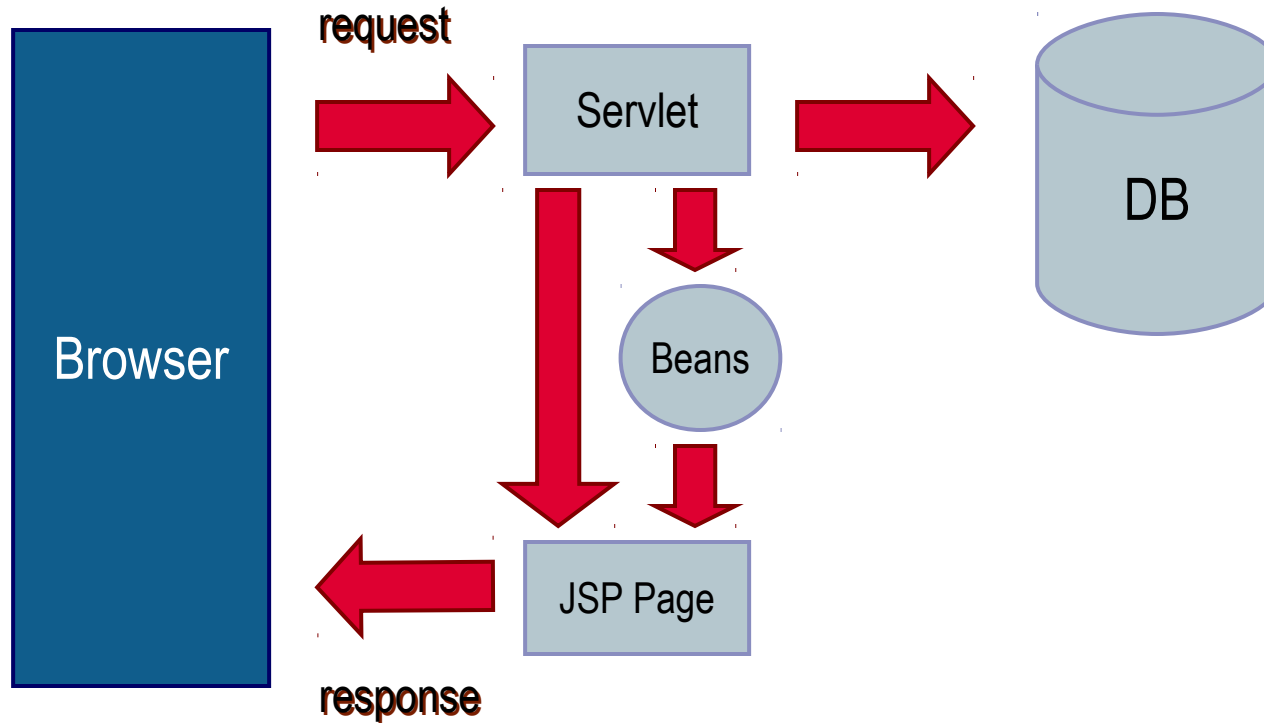 request
Servlet
DB
Browser
Beans
JSP Page
response